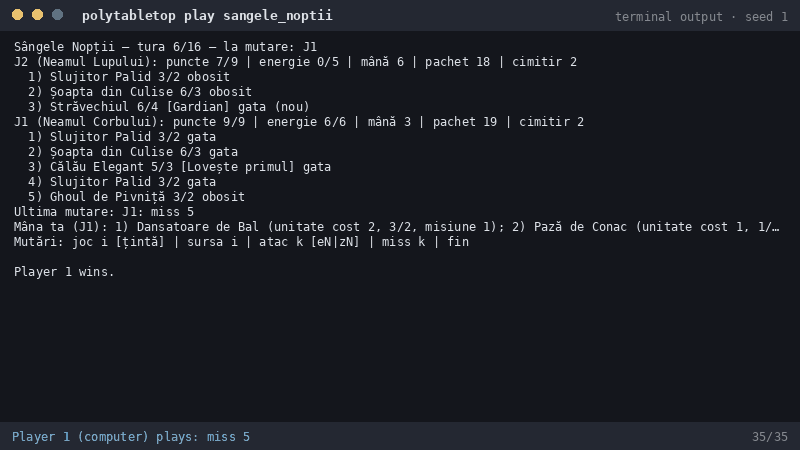 polytabletop play sangele_noptii
terminal output · seed 1
Sângele Nopții — tura 6/16 — la mutare: J1
J2 (Neamul Lupului): puncte 7/9 | energie 0/5 | mână 6 | pachet 18 | cimitir 2
1) Slujitor Palid 3/2 obosit
2) Șoapta din Culise 6/3 obosit
3) Străvechiul 6/4 [Gardian] gata (nou)
J1 (Neamul Corbului): puncte 9/9 | energie 6/6 | mână 3 | pachet 19 | cimitir 2
1) Slujitor Palid 3/2 gata
2) Șoapta din Culise 6/3 gata
3) Călău Elegant 5/3 [Lovește primul] gata
4) Slujitor Palid 3/2 gata
5) Ghoul de Pivniță 3/2 obosit
Ultima mutare: J1: miss 5
Mâna ta (J1): 1) Dansatoare de Bal (unitate cost 2, 3/2, misiune 1); 2) Pază de Conac (unitate cost 1, 1/…
Mutări: joc i [țintă] | sursa i | atac k [eN|zN] | miss k | fin
Player 1 wins.
Player 1 (computer) plays: miss 5
35/35